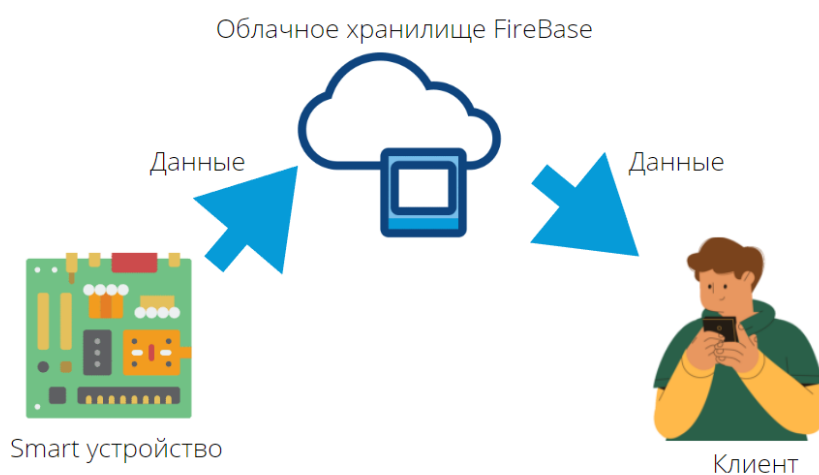 Облачное хранилище FireBase
Данные
Данные
Smart устройство
Клиент